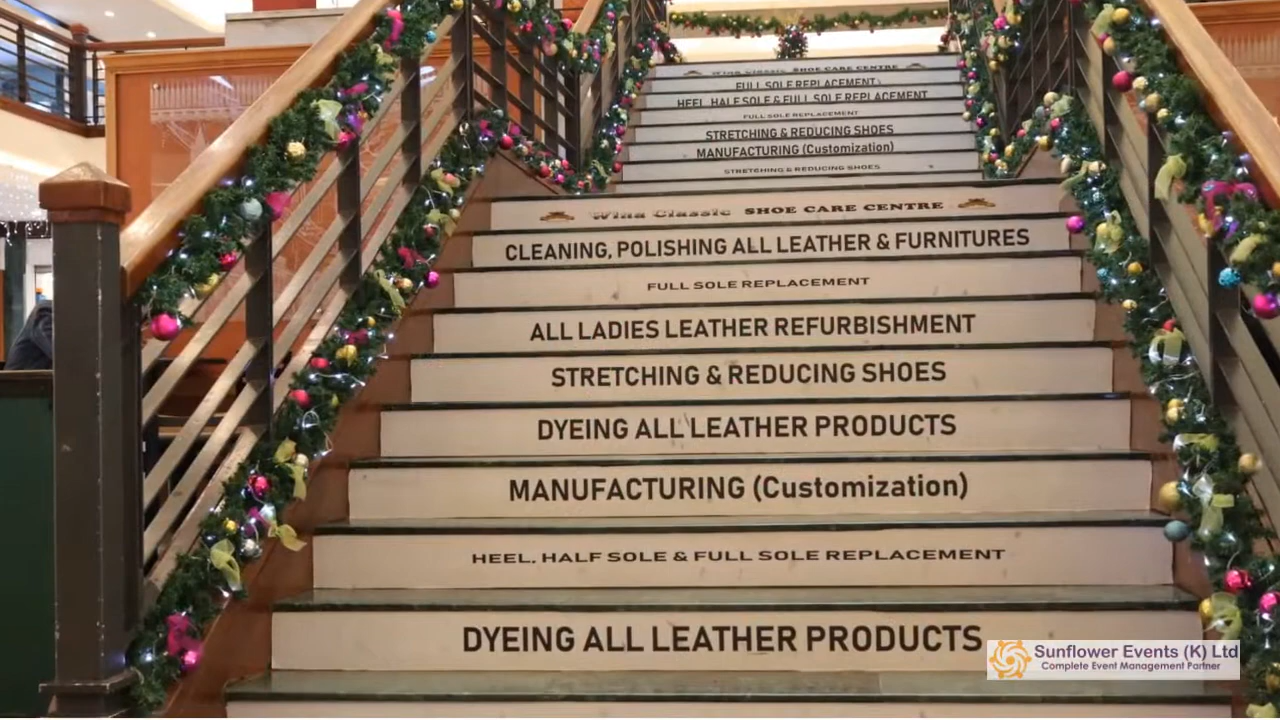 Wina Classic SHOE CARE CENTRE
FULL SOLE REPLACEMENT
HEEL, HALF SOLE & FULL SOLE REPLACEMENT
FULL SOLE REPLACEMENT
STRETCHING & REDUCING SHOES
MANUFACTURING (Customization)
STRETCHING & REDUCING SHOES
Wina Classic SHOE CARE CENTRE
CLEANING, POLISHING ALL LEATHER & FURNITURES
FULL SOLE REPLACEMENT
ALL LADIES LEATHER REFURBISHMENT
STRETCHING & REDUCING SHOES
DYEING ALL LEATHER PRODUCTS
MANUFACTURING (Customization)
HEEL, HALF SOLE & FULL SOLE REPLACEMENT
DYEING ALL LEATHER PRODUCTS
Sunflower Events (K) Ltd
Complete Event Management Partner